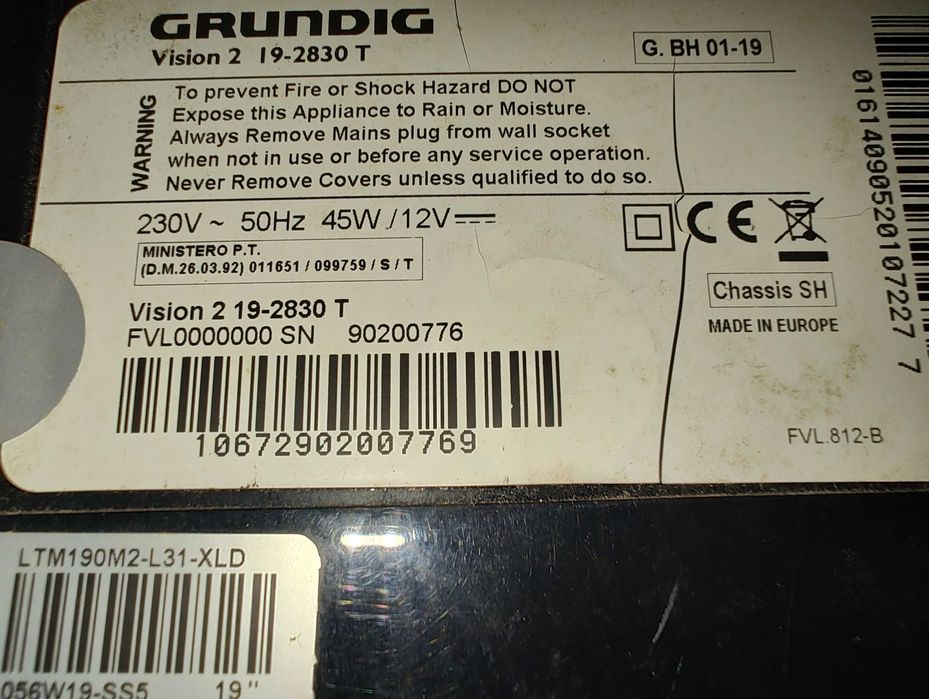 GRUNDIG
Vision 2 19-2830 T
G. BH 01-19
WARNING
To prevent Fire or Shock Hazard DO NOT
Expose this Appliance to Rain or Moisture.
Always Remove Mains plug from wall socket
when not in use or before any service operation.
Never Remove Covers unless qualified to do so.
230V ~ 50Hz 45W /12V
MINISTERO P.T.
(D.M.26.03.92) 011651 / 099759 / S / T
CE
Chassis SH
MADE IN EUROPE
Vision 2 19-2830 T
FVL0000000 SN 90200776
10672902007769
FVL.812-B
01614090520107227 7
LTM190M2-L31-XLD
056W19-SS5 19"